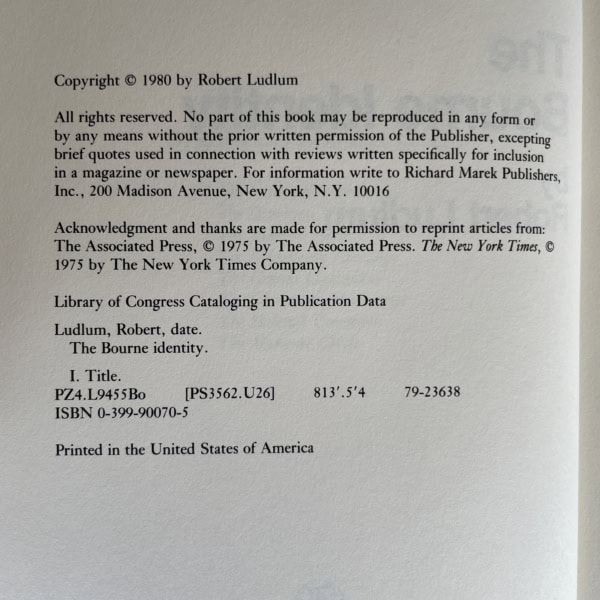 Copyright © 1980 by Robert Ludlum
All rights reserved. No part of this book may be reproduced in any form or
by any means without the prior written permission of the Publisher, excepting
brief quotes used in connection with reviews written specifically for inclusion
in a magazine or newspaper. For information write to Richard Marek Publishers,
Inc., 200 Madison Avenue, New York, N.Y. 10016
Acknowledgment and thanks are made for permission to reprint articles from:
The Associated Press, © 1975 by The Associated Press. The New York Times, ©
1975 by The New York Times Company.
Library of Congress Cataloging in Publication Data
Ludlum, Robert, date.
The Bourne identity.
I. Title.
PZ4.L9455Bo [PS3562.U26] 813'.5'4 79-23638
ISBN 0-399-90070-5
Printed in the United States of America